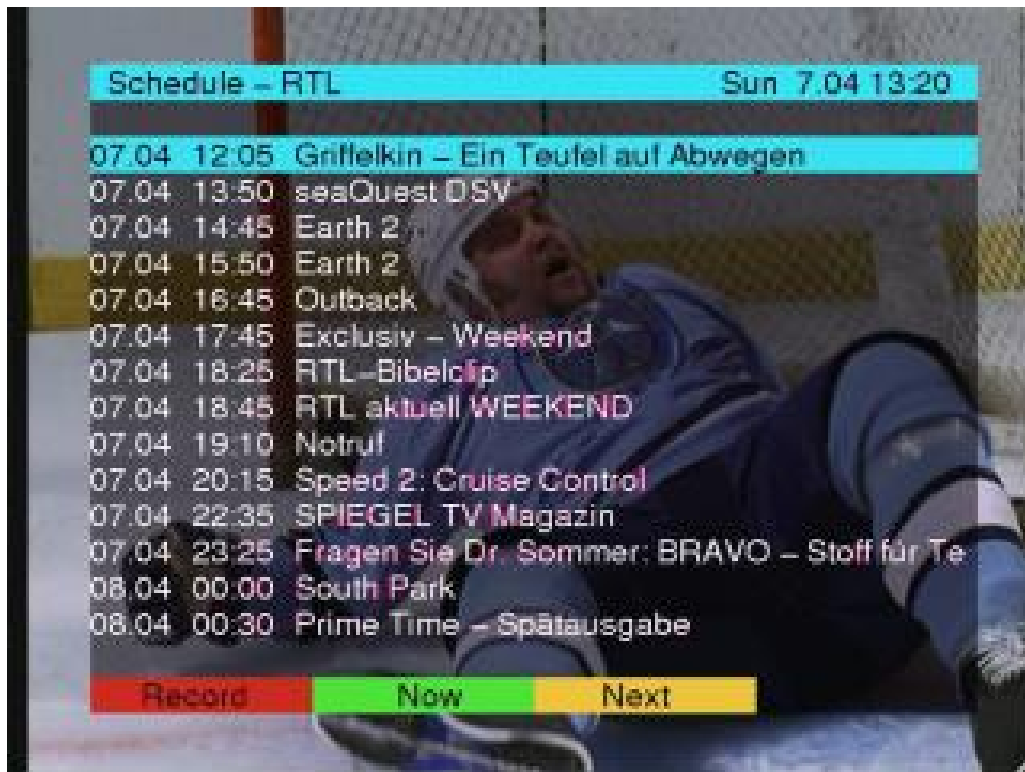 Schedule – RTL Sun 7.04 13:20
07.04 12:05 Griffelkin – Ein Teufel auf Abwegen
07.04 13:50 seaQuest DSV
07.04 14:45 Earth 2
07.04 15:50 Earth 2
07.04 16:45 Outback
07.04 17:45 Exclusiv – Weekend
07.04 18:25 RTL–Bibelclip
07.04 18:45 RTL aktuell WEEKEND
07.04 19:10 Notruf
07.04 20:15 Speed 2: Cruise Control
07.04 22:35 SPIEGEL TV Magazin
07.04 23:25 Fragen Sie Dr. Sommer: BRAVO – Stoff für Te
08.04 00:00 South Park
08.04 00:30 Prime Time – Spätausgabe
Record Now Next